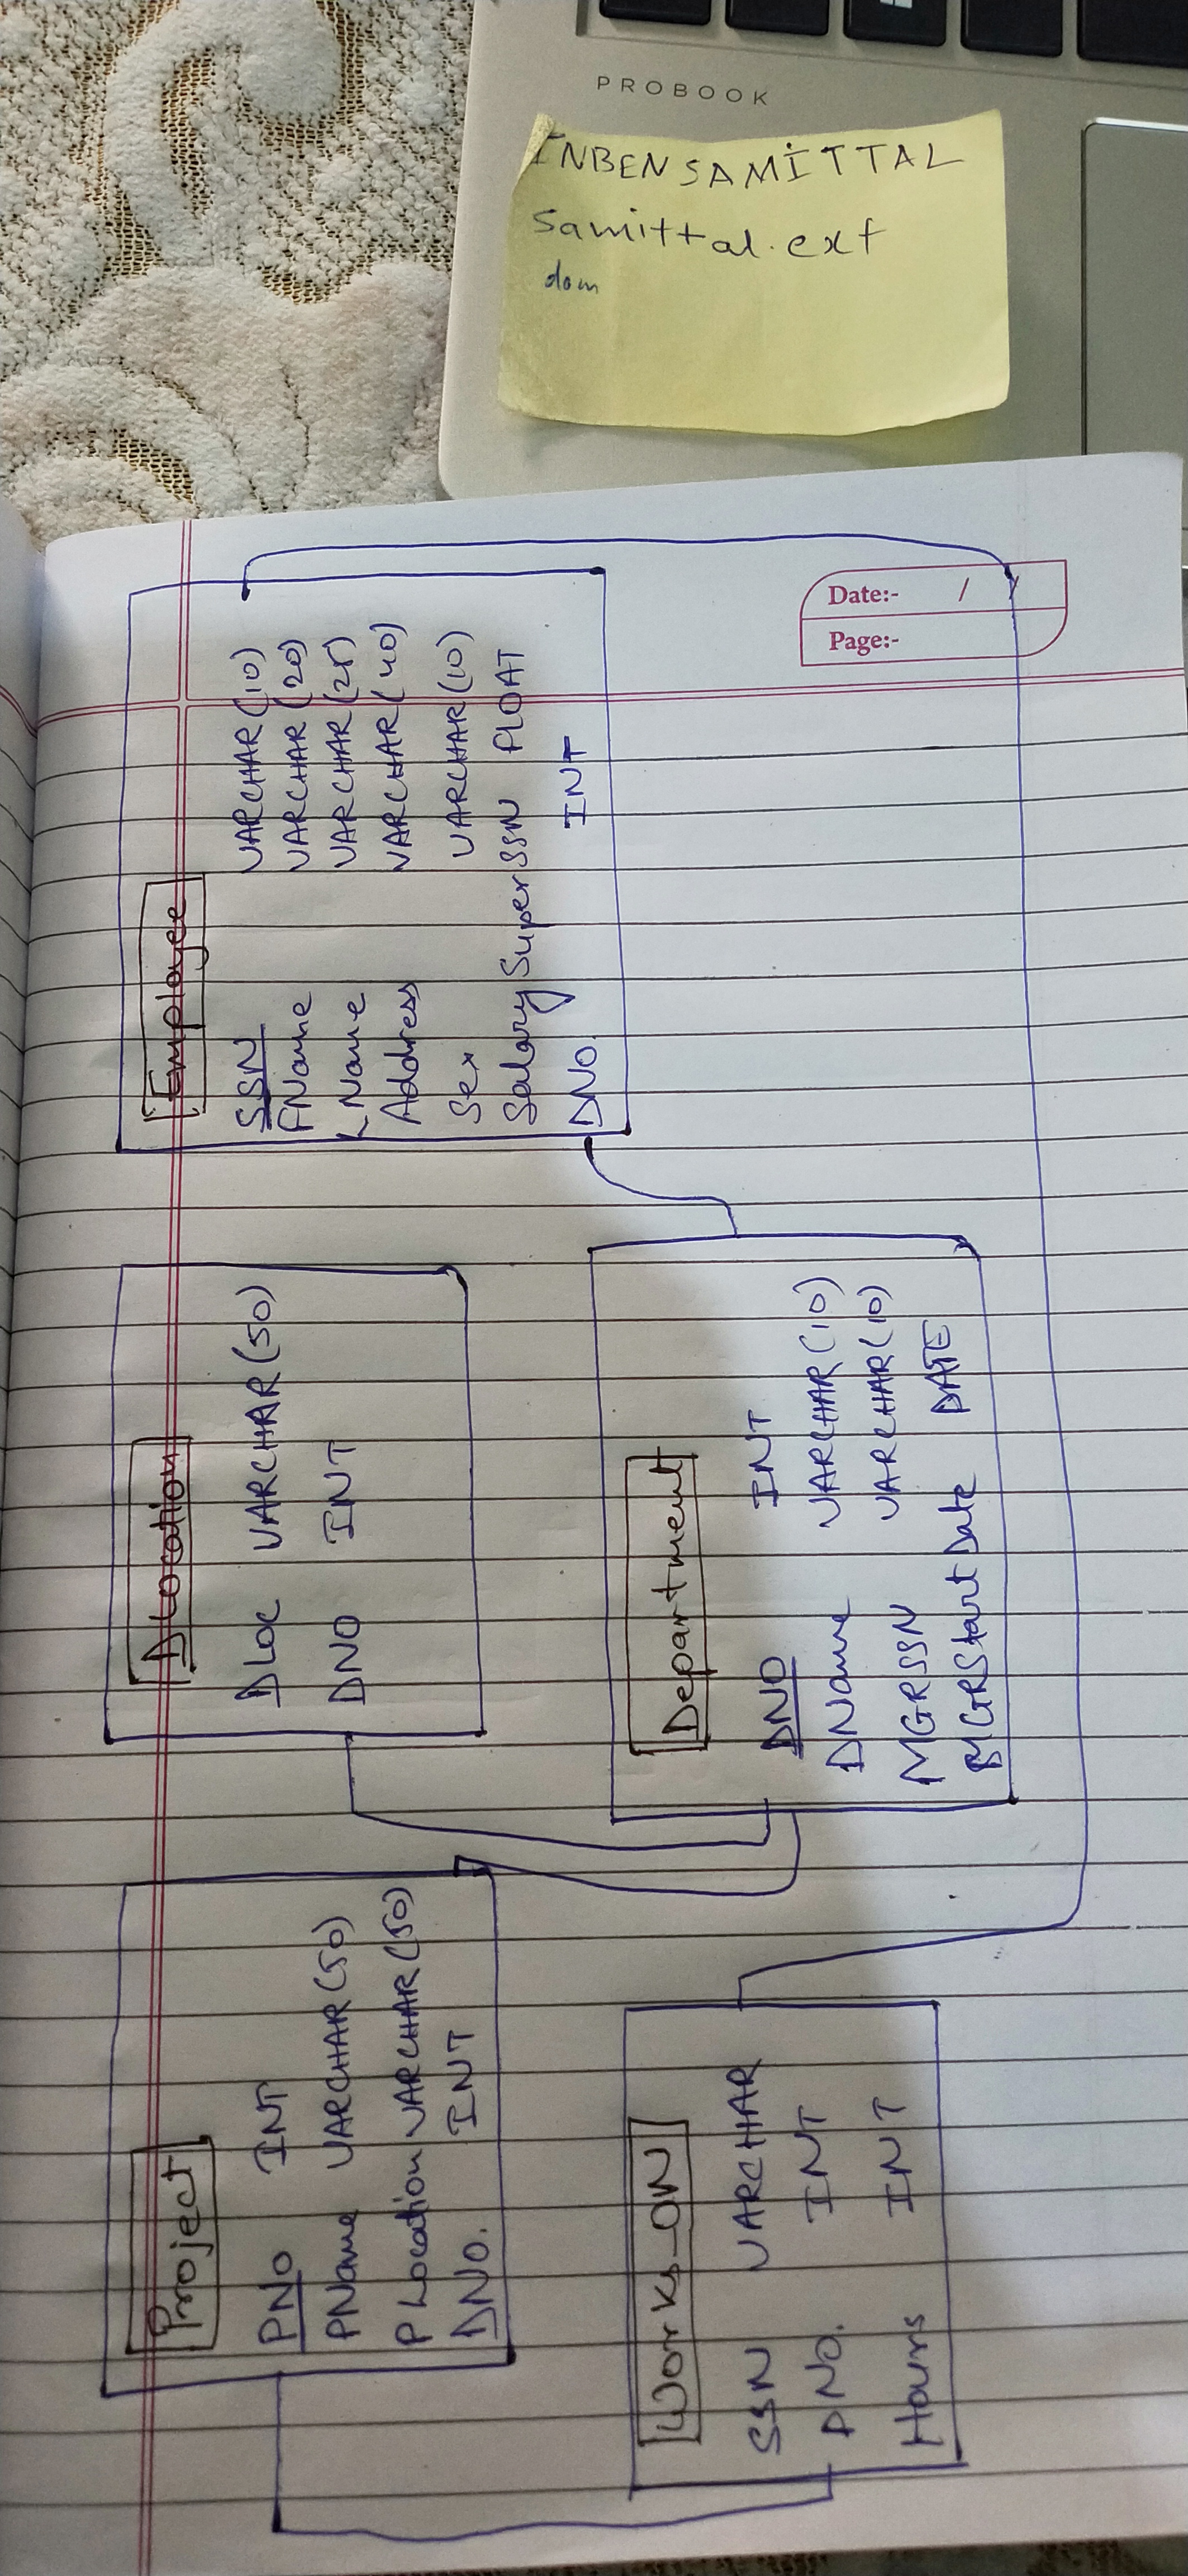 PROBOOK
INBENSAMITTAL
Samittal.ext
dom
Date:- / /
Page:-
Project
PNO INT
PName VARCHAR(50)
PLocation VARCHAR(50)
DNO. INT
DLocation
DLoc VARCHAR(50)
DNO INT
Employee
SSN VARCHAR(10)
FName VARCHAR(20)
LName VARCHAR(25)
Address VARCHAR(40)
Sex VARCHAR(10)
Salary SuperSSN FLOAT
DNO. INT
Works_ON
SSN VARCHAR
PNO. INT
Hours INT
Department
DNO INT
DName VARCHAR(10)
MGRSSN VARCHAR(10)
MGRStartDate DATE